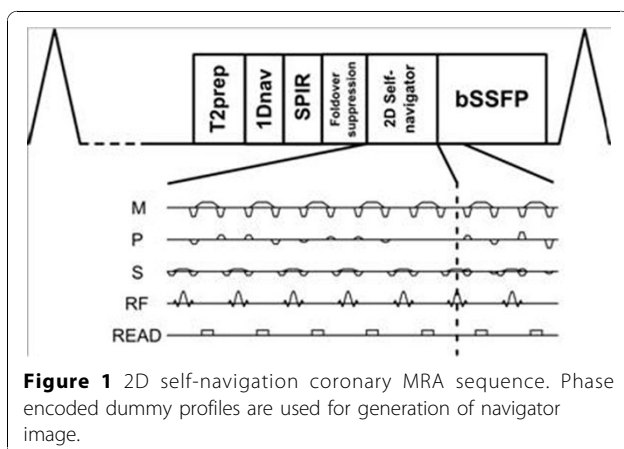 T2prep
1Dnav
SPIR
Foldover
suppression
2D Self-
navigator
bSSFP
M
P
S
RF
READ
Figure 1 2D self-navigation coronary MRA sequence. Phase
encoded dummy profiles are used for generation of navigator
image.